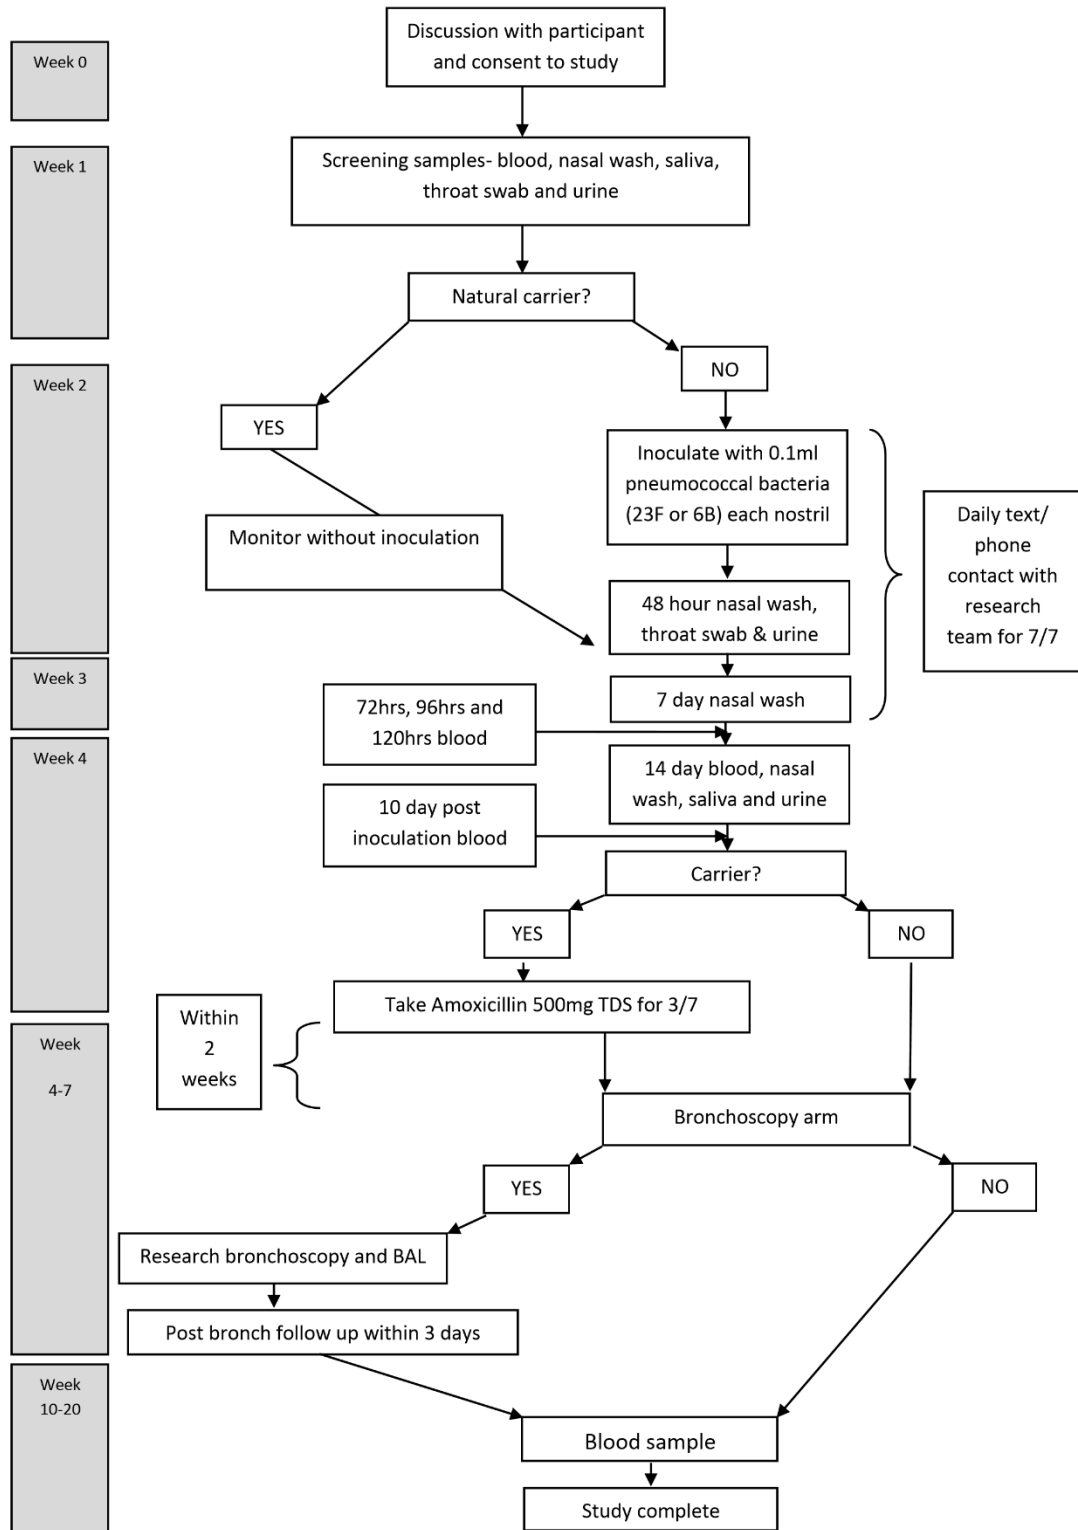 Discussion with participant
and consent to study
Week 0
Screening samples- blood, nasal wash, saliva,
throat swab and urine
Week 1
Natural carrier?
NO
Week 2
YES
Inoculate with 0.1ml
pneumococcal bacteria
(23F or 6B) each nostril
Monitor without inoculation
Daily text/
phone
contact with
research
team for 7/7
48 hour nasal wash,
throat swab & urine
Week 3
7 day nasal wash
72hrs, 96hrs and
120hrs blood
Week 4
14 day blood, nasal
wash, saliva and urine
10 day post
inoculation blood
Carrier?
YES
NO
Take Amoxicillin 500mg TDS for 3/7
Within
2
weeks
Week
4-7
Bronchoscopy arm
YES
NO
Research bronchoscopy and BAL
Post bronch follow up within 3 days
Week
10-20
Blood sample
Study complete